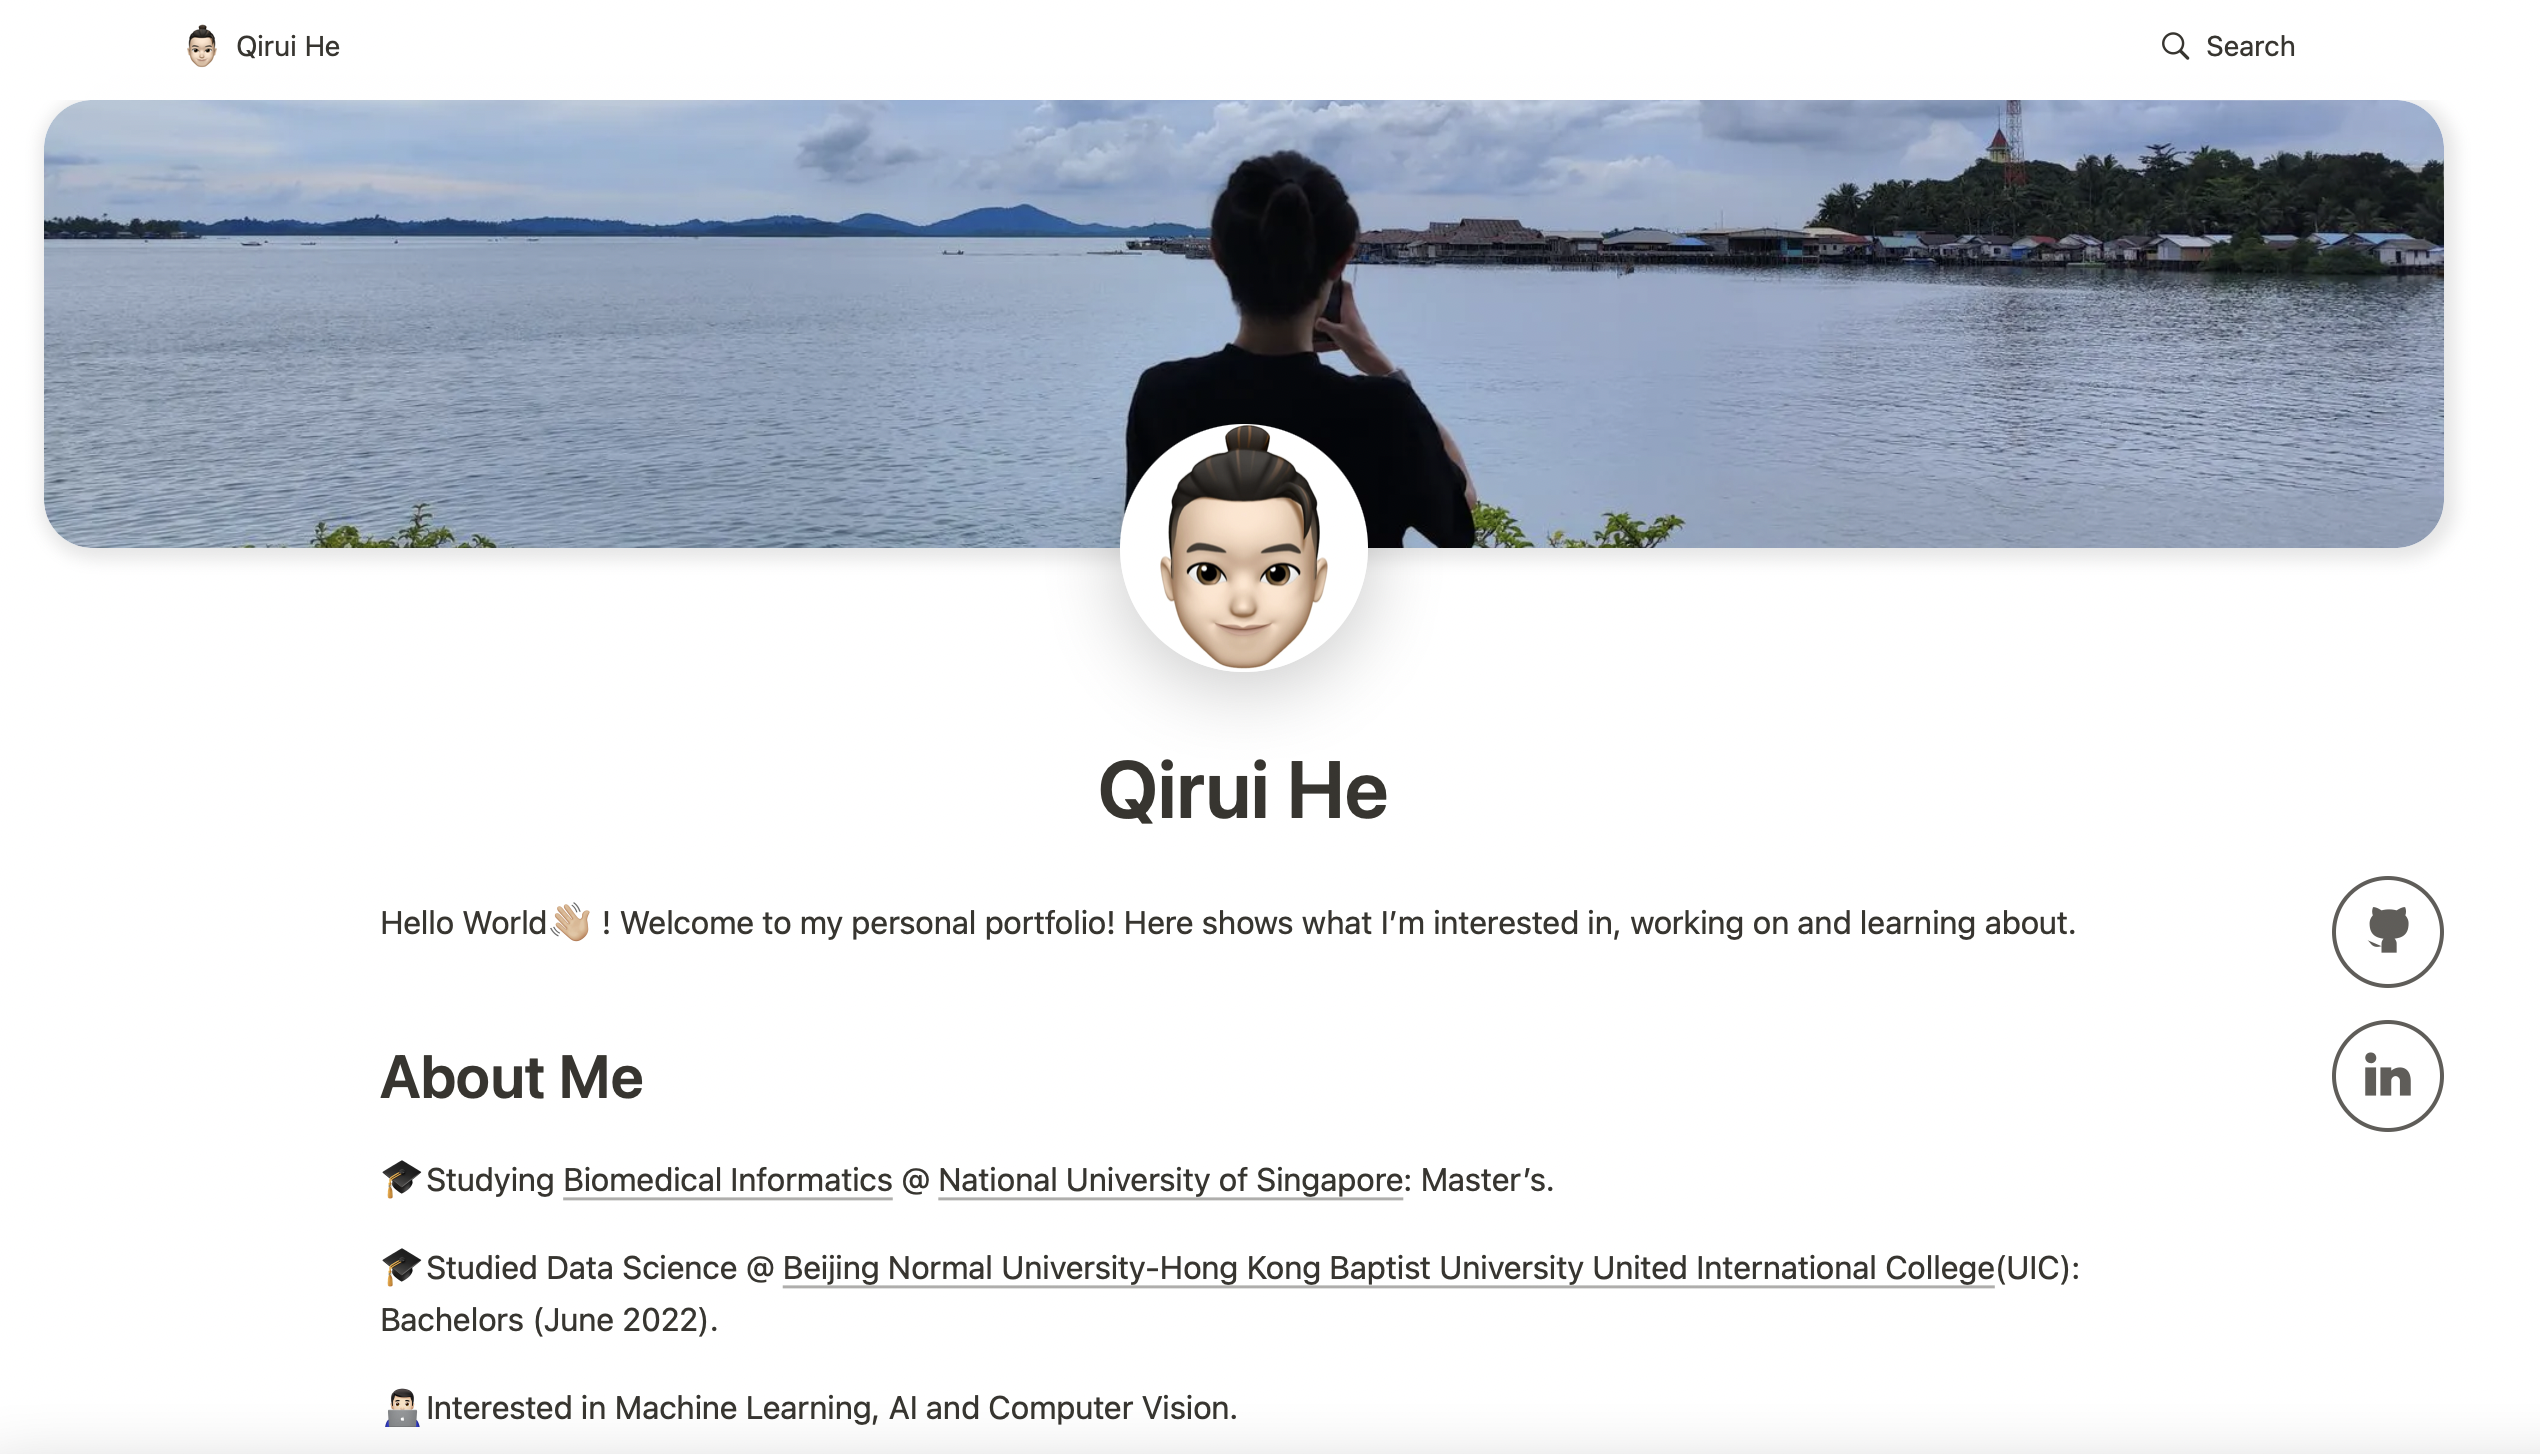 Qirui He
Search
Qirui He
Hello World👋🏼 ! Welcome to my personal portfolio! Here shows what I’m interested in, working on and learning about.
About Me
🎓Studying Biomedical Informatics @ National University of Singapore: Master’s.
🎓Studied Data Science @ Beijing Normal University-Hong Kong Baptist University United International College(UIC):
Bachelors (June 2022).
👨🏻‍💻Interested in Machine Learning, AI and Computer Vision.
in